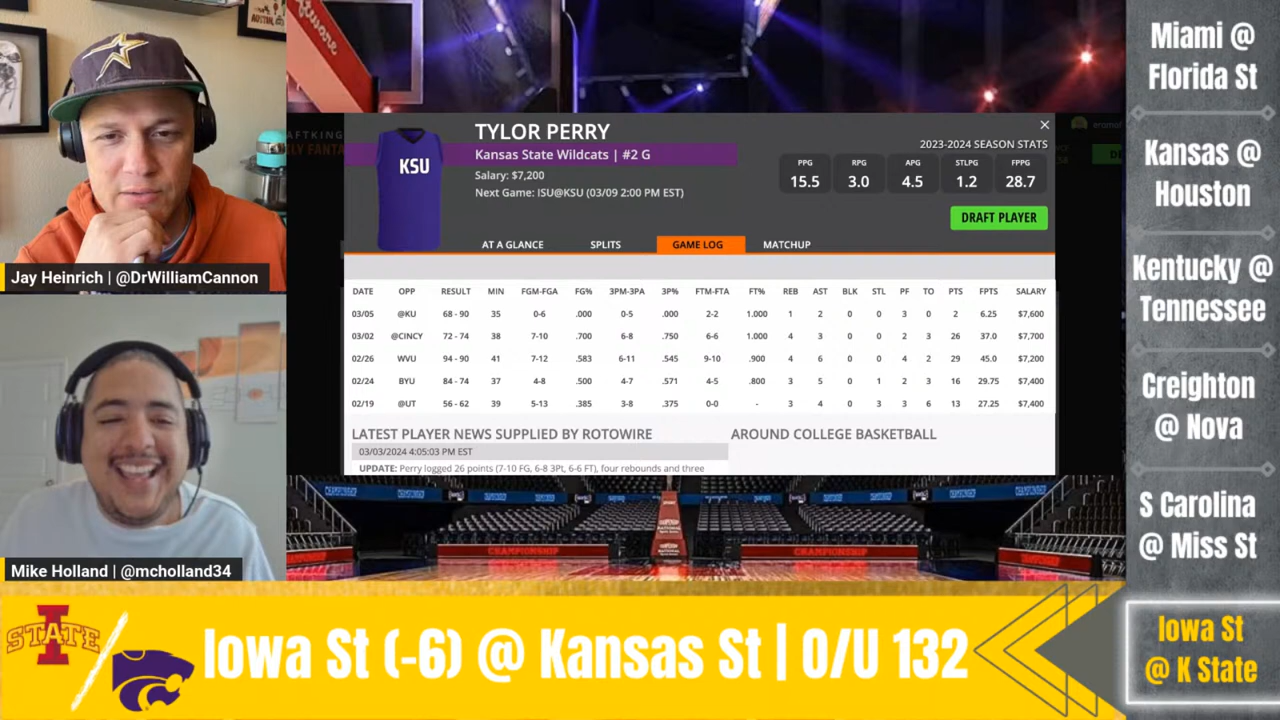 Jay Heinrich | @DrWilliamCannon
Mike Holland | @mcholland34
TYLOR PERRY
Kansas State Wildcats | #2 G
Salary: $7,200
Next Game: ISU@KSU (03/09 2:00 PM EST)
KSU
2023-2024 SEASON STATS
PPG RPG APG STLPG FPPG
15.5 3.0 4.5 1.2 28.7
DRAFT PLAYER
AT A GLANCE SPLITS GAME LOG MATCHUP
DATE OPP RESULT MIN FGM-FGA FG% 3PM-3PA 3P% FTM-FTA FT% REB AST BLK STL PF TO PTS FPTS SALARY
03/05 @KU 68 - 90 35 0-6 .000 0-5 .000 2-2 1.000 1 2 0 0 3 0 2 6.25 $7,600
03/02 @CINCY 72 - 74 38 7-10 .700 6-8 .750 6-6 1.000 4 3 0 0 2 3 26 37.0 $7,700
02/26 WVU 94 - 90 41 7-12 .583 6-11 .545 9-10 .900 4 6 0 0 4 2 29 45.0 $7,200
02/24 BYU 84 - 74 37 4-8 .500 4-7 .571 4-5 .800 3 5 0 1 2 3 16 29.75 $7,400
02/19 @UT 56 - 62 39 5-13 .385 3-8 .375 0-0 - 3 4 0 3 3 6 13 27.25 $7,400
LATEST PLAYER NEWS SUPPLIED BY ROTOWIRE
03/03/2024 4:05:03 PM EST
UPDATE: Perry logged 26 points (7-10 FG, 6-8 3Pt, 6-6 FT), four rebounds and three
AROUND COLLEGE BASKETBALL
CHAMPIONSHIP
CHAMPIONSHIP
Miami @
Florida St
Kansas @
Houston
Kentucky @
Tennessee
Creighton
@ Nova
S Carolina
@ Miss St
Iowa St
@ K State
I
STATE
Iowa St (-6) @ Kansas St | O/U 132